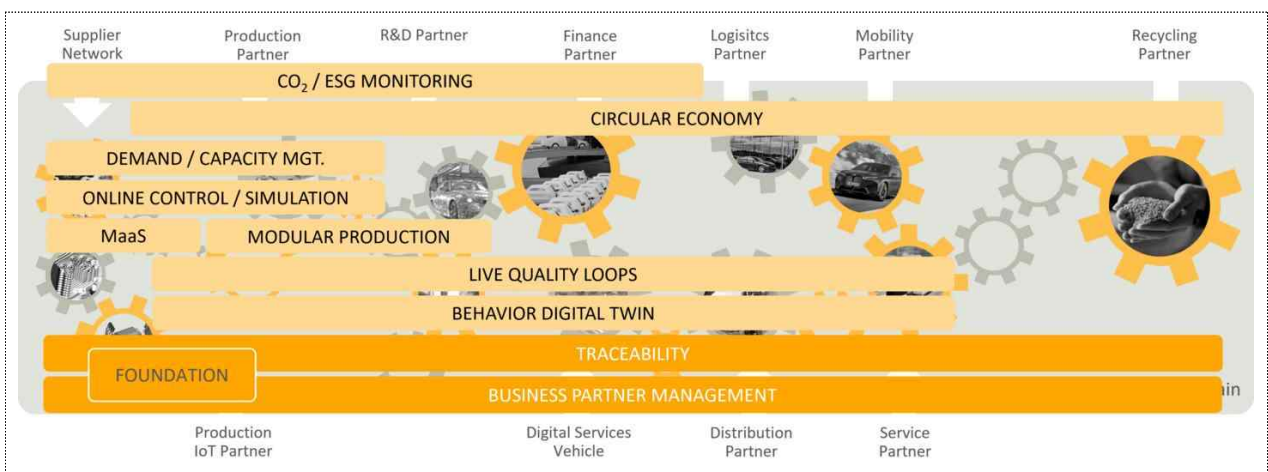 Supplier
Network
Production
Partner
R&D Partner
Finance
Partner
Logisitcs
Partner
Mobility
Partner
Recycling
Partner
CO₂ / ESG MONITORING
CIRCULAR ECONOMY
DEMAND / CAPACITY MGT.
ONLINE CONTROL / SIMULATION
MaaS
MODULAR PRODUCTION
LIVE QUALITY LOOPS
BEHAVIOR DIGITAL TWIN
TRACEABILITY
FOUNDATION
BUSINESS PARTNER MANAGEMENT
Production
IoT Partner
Digital Services
Vehicle
Distribution
Partner
Service
Partner